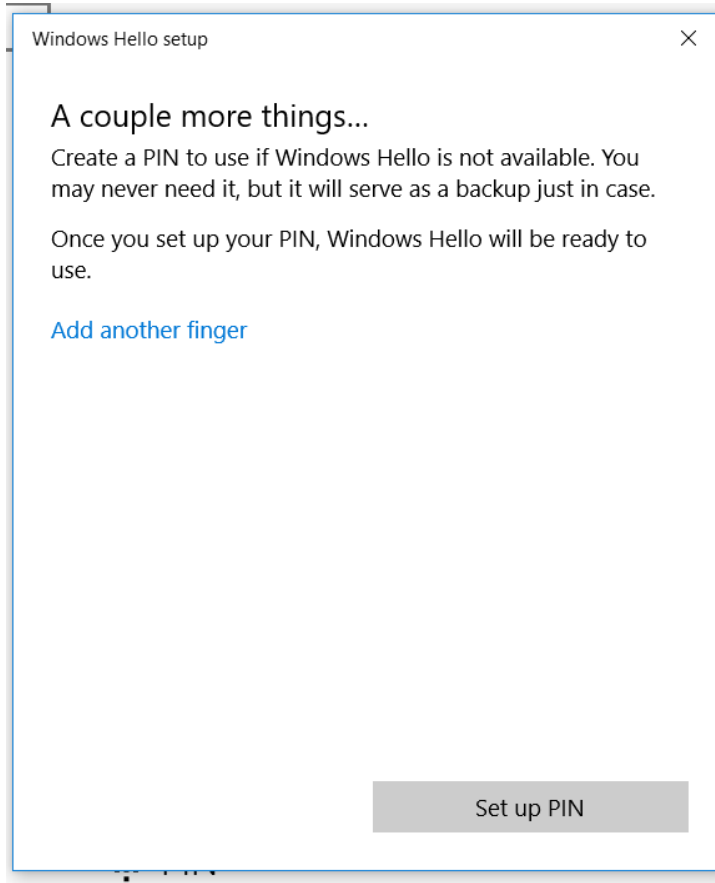 Windows Hello setup
A couple more things...
Create a PIN to use if Windows Hello is not available. You
may never need it, but it will serve as a backup just in case.
Once you set up your PIN, Windows Hello will be ready to
use.
Add another finger
Set up PIN